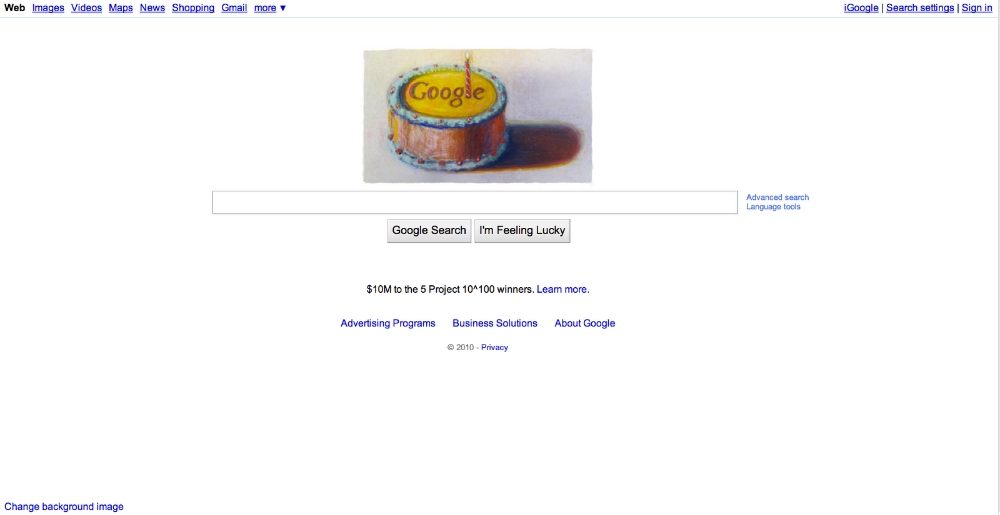 Web Images Videos Maps News Shopping Gmail more ▼
iGoogle | Search settings | Sign in
Google
Advanced search
Language tools
Google Search I'm Feeling Lucky
$10M to the 5 Project 10^100 winners. Learn more.
Advertising Programs Business Solutions About Google
© 2010 - Privacy
Change background image